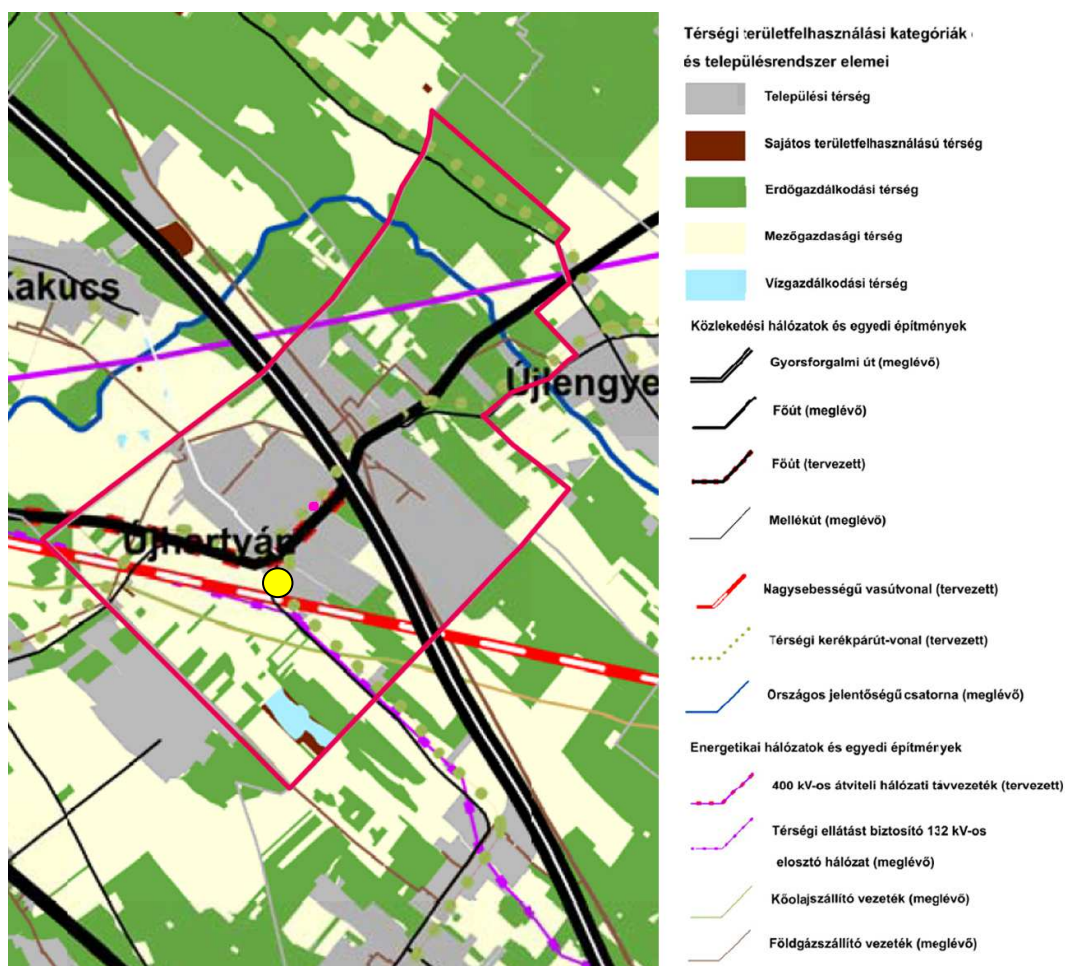 Kakucs
Újlengye
Újhartyán
Térségi területfelhasználási kategóriák
és településrendszer elemei
Települési térség
Sajátos területfelhasználású térség
Erdőgazdálkodási térség
Mezőgazdasági térség
Vízgazdálkodási térség
Közlekedési hálózatok és egyedi építmények
Gyorsforgalmi út (meglévő)
Főút (meglévő)
Főút (tervezett)
Mellékút (meglévő)
Nagysebességű vasútvonal (tervezett)
Térségi kerékpárút-vonal (tervezett)
Országos jelentőségű csatorna (meglévő)
Energetikai hálózatok és egyedi építmények
400 kV-os átviteli hálózati távvezeték (tervezett)
Térségi ellátást biztosító 132 kV-os
elosztó hálózat (meglévő)
Kőolajszállító vezeték (meglévő)
Földgázszállító vezeték (meglévő)